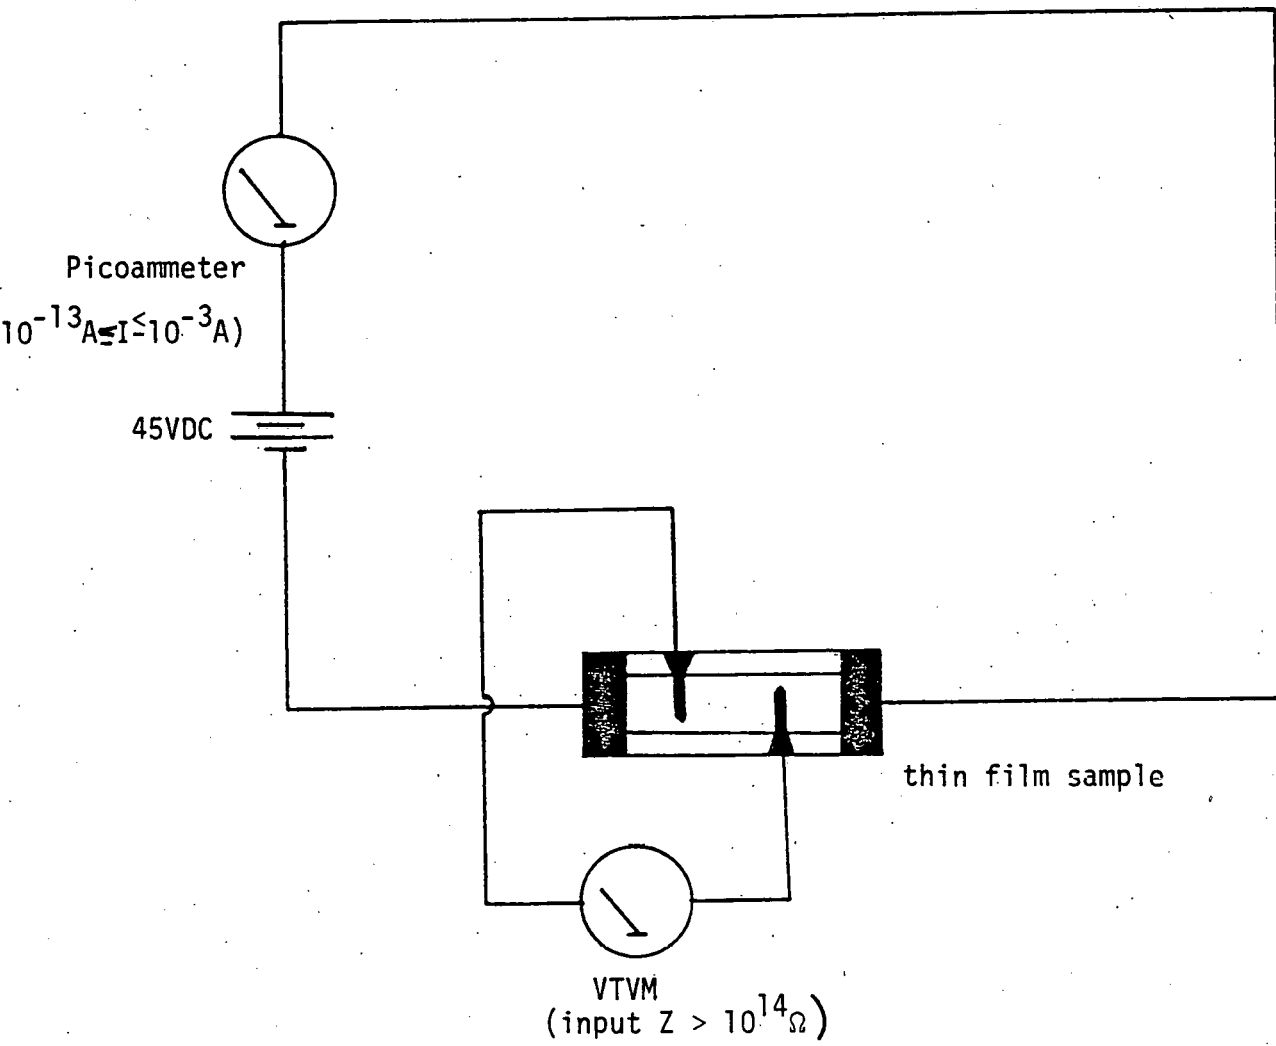 Picoammeter
10⁻¹³A≤I≤10⁻³A)
45VDC
thin film sample
VTVM
(input Z > 10¹⁴Ω)